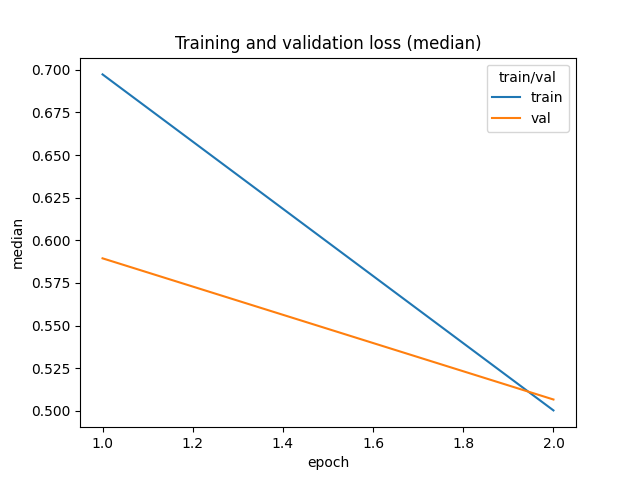 Training and validation loss (median)
train/val
train
val
0.700
0.675
0.650
0.625
0.600
0.575
0.550
0.525
0.500
median
1.0 1.2 1.4 1.6 1.8 2.0
epoch